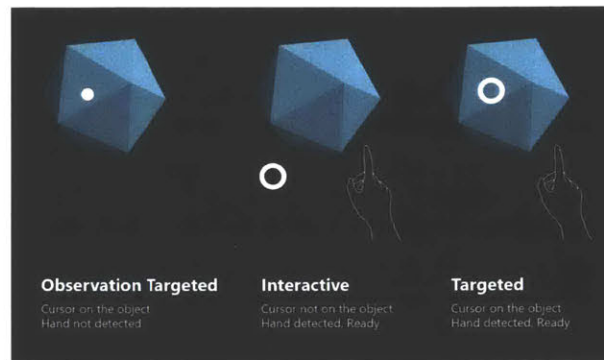 Observation Targeted
Cursor on the object
Hand not detected
Interactive
Cursor not on the object
Hand detected. Ready
Targeted
Cursor on the object
Hand detected. Ready